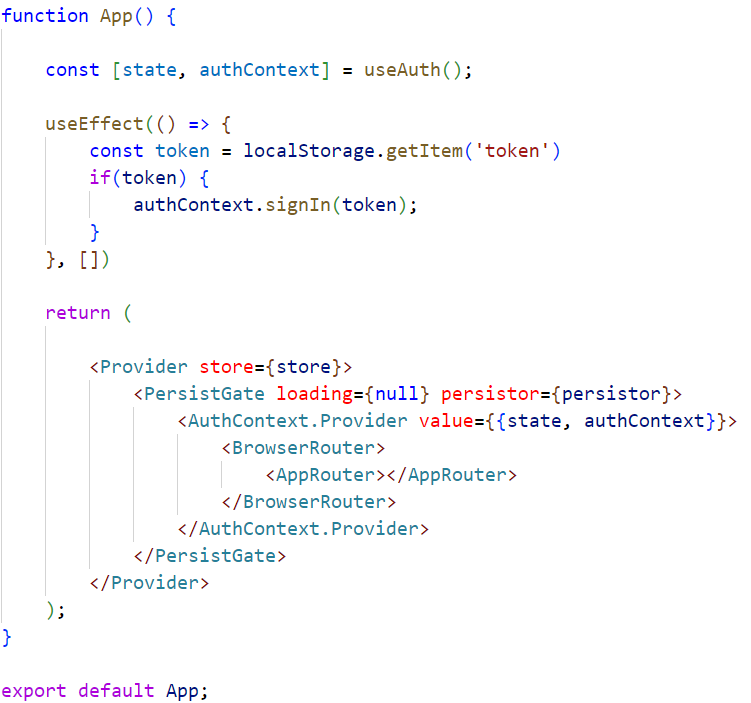 function App() {
    const [state, authContext] = useAuth();
    useEffect(() => {
        const token = localStorage.getItem('token')
        if(token) {
            authContext.signIn(token);
        }
    }, [])
    return (
        <Provider store={store}>
            <PersistGate loading={null} persistor={persistor}>
                <AuthContext.Provider value={{state, authContext}}>
                    <BrowserRouter>
                        <AppRouter></AppRouter>
                    </BrowserRouter>
                </AuthContext.Provider>
            </PersistGate>
        </Provider>
    );
}
export default App;